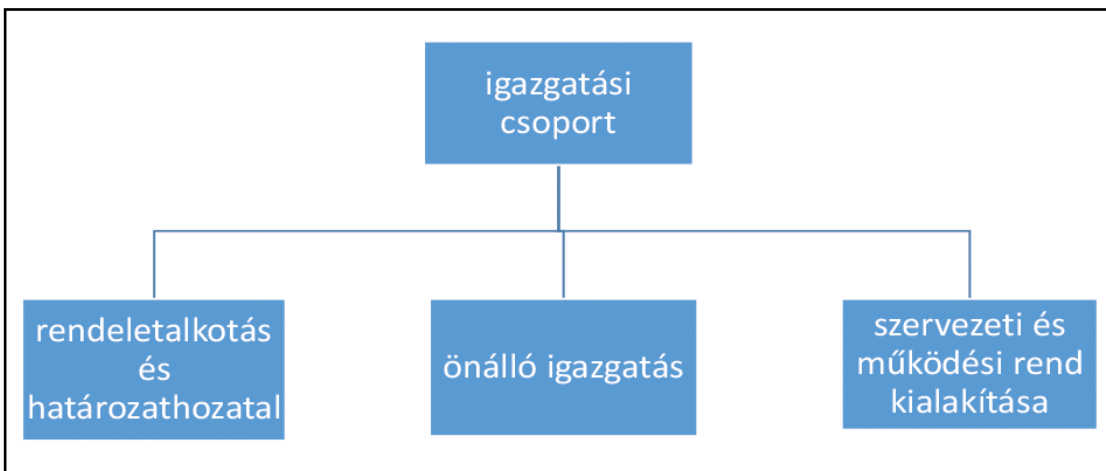 igazgatási
csoport
rendeletalkotás
és
határozathozatal
önálló igazgatás
szervezeti és
működési rend
kialakítása